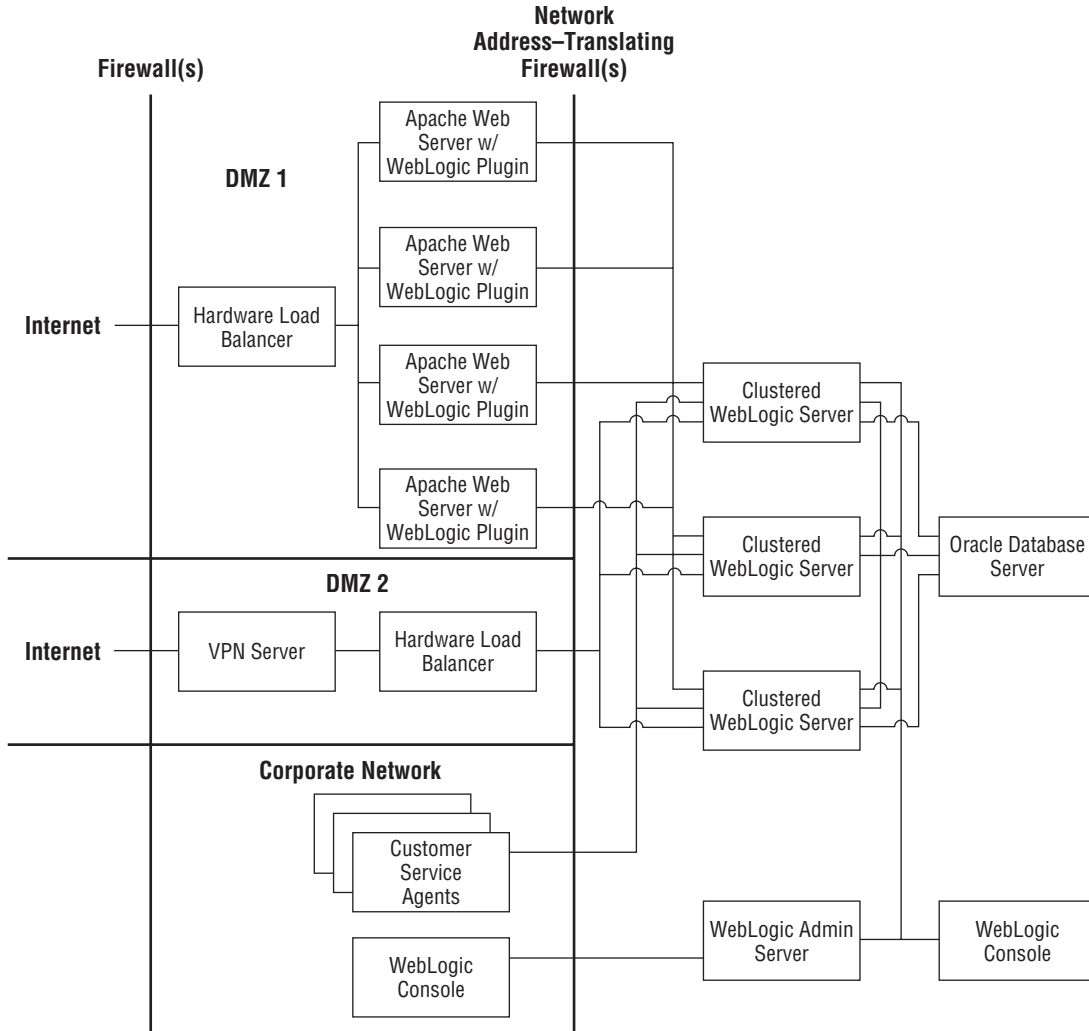 Network
Address–Translating
Firewall(s)
Firewall(s)
Apache Web
Server w/
WebLogic Plugin
DMZ 1
Apache Web
Server w/
WebLogic Plugin
Internet
Hardware Load
Balancer
Apache Web
Server w/
WebLogic Plugin
Clustered
WebLogic Server
Apache Web
Server w/
WebLogic Plugin
Clustered
WebLogic Server
Oracle Database
Server
DMZ 2
Internet
VPN Server
Hardware Load
Balancer
Clustered
WebLogic Server
Corporate Network
Customer
Service
Agents
WebLogic Admin
Server
WebLogic
Console
WebLogic
Console